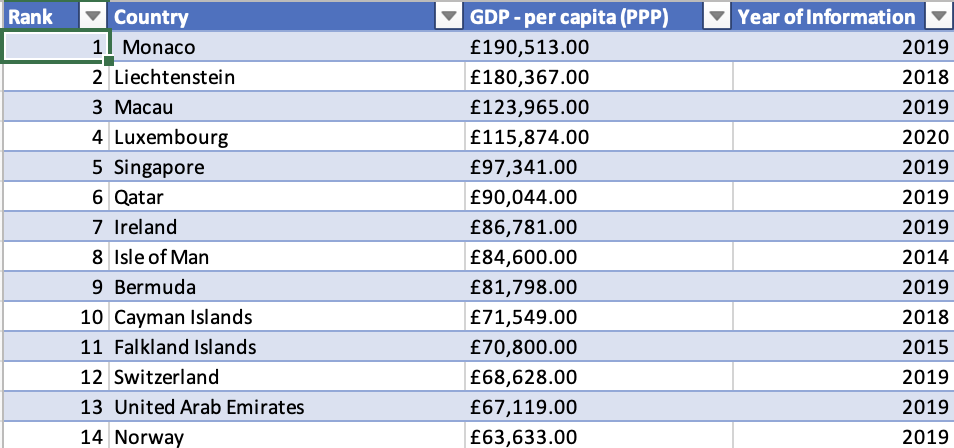 Rank Country GDP - per capita (PPP) Year of Information
1 Monaco £190,513.00 2019
2 Liechtenstein £180,367.00 2018
3 Macau £123,965.00 2019
4 Luxembourg £115,874.00 2020
5 Singapore £97,341.00 2019
6 Qatar £90,044.00 2019
7 Ireland £86,781.00 2019
8 Isle of Man £84,600.00 2014
9 Bermuda £81,798.00 2019
10 Cayman Islands £71,549.00 2018
11 Falkland Islands £70,800.00 2015
12 Switzerland £68,628.00 2019
13 United Arab Emirates £67,119.00 2019
14 Norway £63,633.00 2019